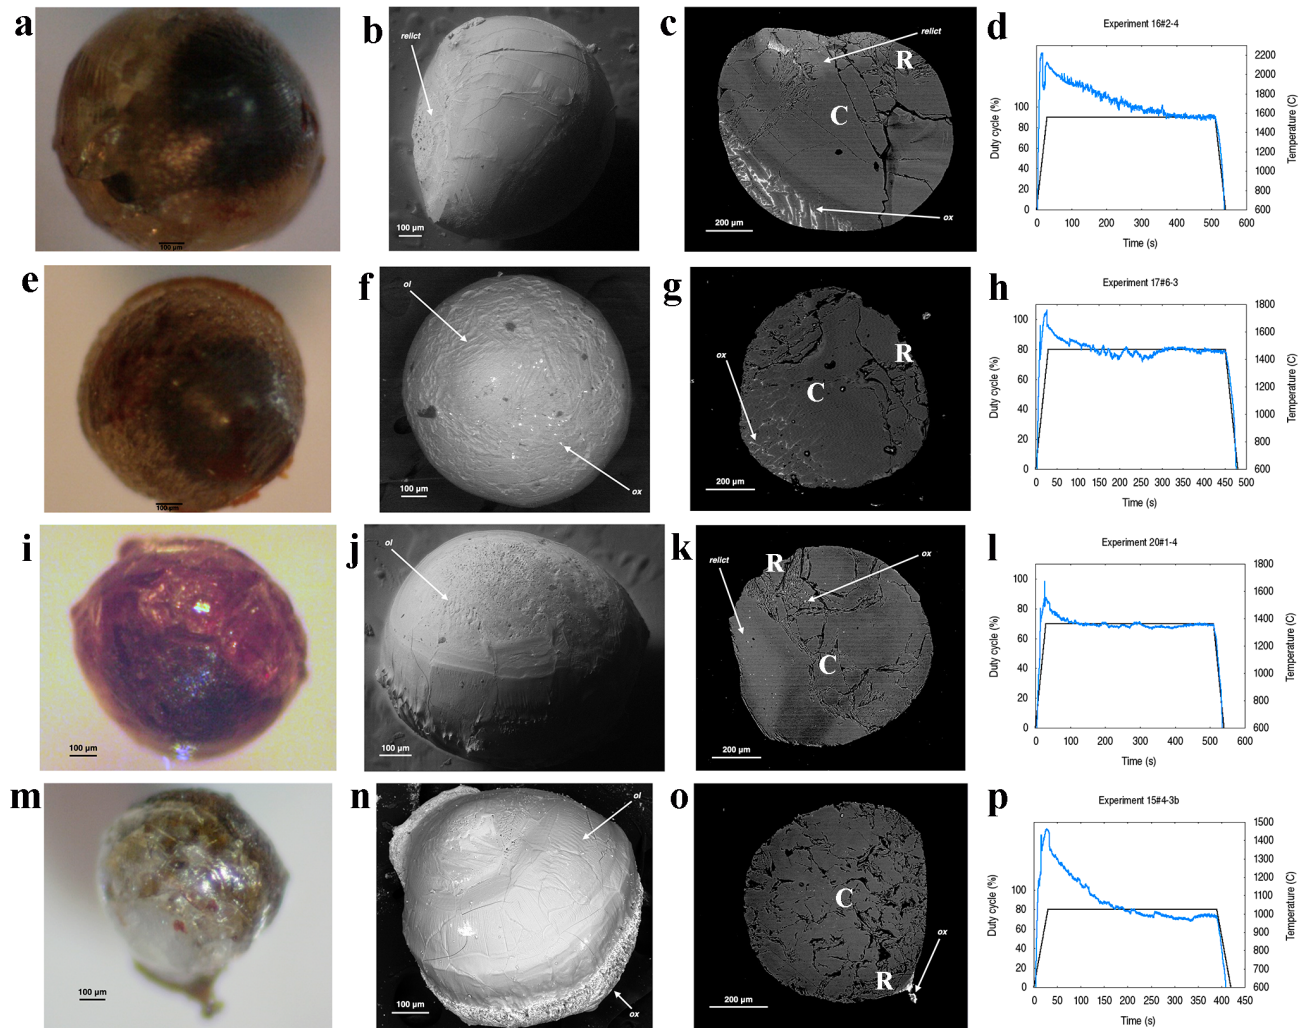 a
b
relict
100 µm
100 µm
c
relict
R
C
ox
200 µm
d
Experiment 16#2-4
Duty cycle (%)
100
80
60
40
20
0
2200
2000
1800
1600
1400
1200
1000
800
600
Temperature (C)
0 100 200 300 400 500 600
Time (s)
e
100 µm
f
ol
ox
100 µm
g
ox
R
C
200 µm
h
Experiment 17#6-3
Duty cycle (%)
100
80
60
40
20
0
1800
1600
1400
1200
1000
800
600
Temperature (C)
0 50 100 150 200 250 300 350 400 450 500
Time (s)
i
100 µm
j
ol
100 µm
k
relict
R
ox
C
200 µm
l
Experiment 20#1-4
Duty cycle (%)
100
80
60
40
20
0
1800
1600
1400
1200
1000
800
600
Temperature (C)
0 100 200 300 400 500 600
Time (s)
m
100 µm
n
ol
100 µm
ox
o
C
R
ox
200 µm
p
Experiment 15#4-3b
Duty cycle (%)
100
80
60
40
20
0
1500
1400
1300
1200
1100
1000
900
800
700
600
Temperature (C)
0 50 100 150 200 250 300 350 400 450
Time (s)